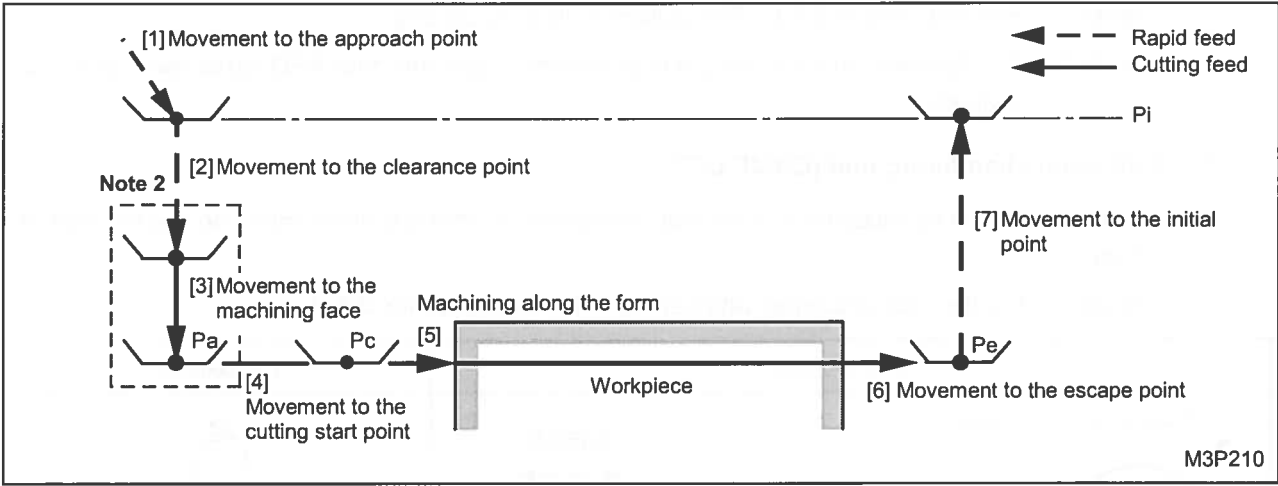 [1] Movement to the approach point
Rapid feed
Cutting feed
Pi
[2] Movement to the clearance point
Note 2
[7] Movement to the initial
point
[3] Movement to the
machining face
Machining along the form
Pa
Pc
[5]
Pe
[4]
Movement to the
cutting start point
Workpiece
[6] Movement to the escape point
M3P210